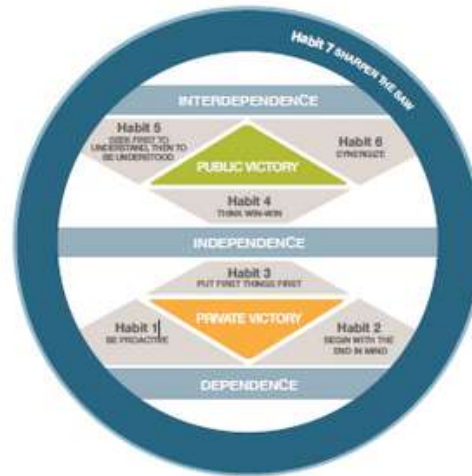 Habit 7 SHARPEN THE SAW
INTERDEPENDENCE
Habit 5
SEEK FIRST TO
UNDERSTAND, THEN TO
BE UNDERSTOOD
PUBLIC VICTORY
Habit 6
SYNERGIZE
Habit 4
THINK WIN-WIN
INDEPENDENCE
Habit 3
PUT FIRST THINGS FIRST
Habit 1
BE PROACTIVE
PRIVATE VICTORY
Habit 2
BEGIN WITH THE
END IN MIND
DEPENDENCE